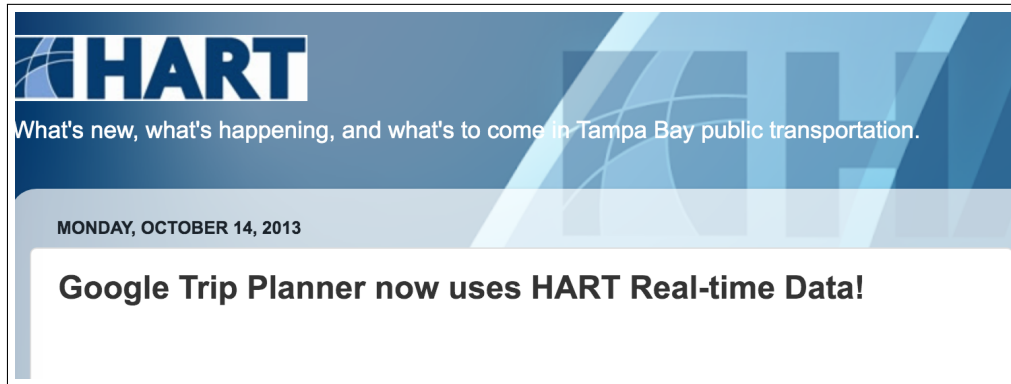 HART
What's new, what's happening, and what's to come in Tampa Bay public transportation.
MONDAY, OCTOBER 14, 2013
Google Trip Planner now uses HART Real-time Data!